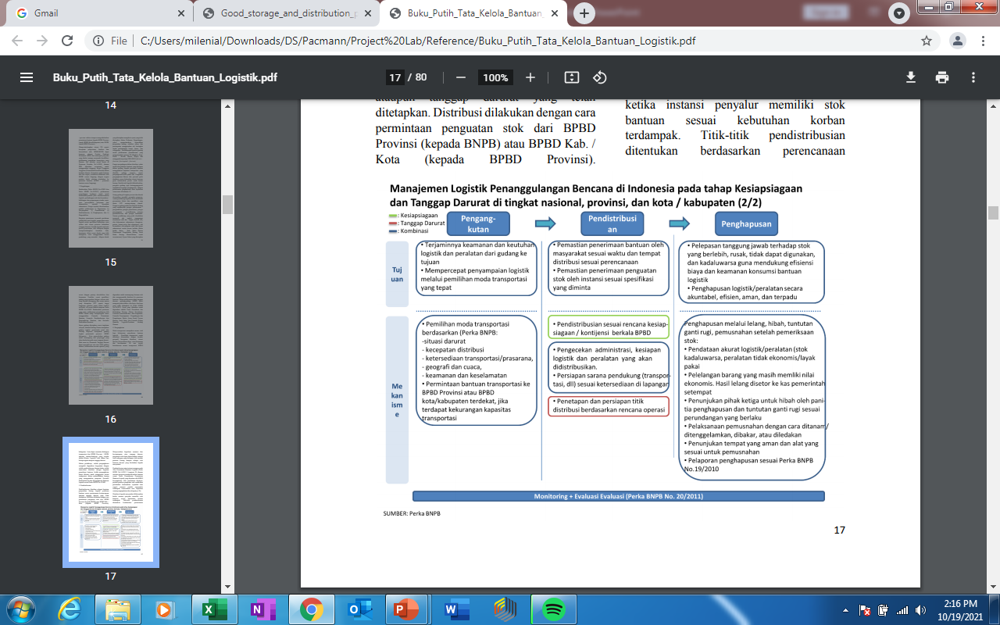 Gmail
Good_storage_and_distribution_p
Buku_Putih_Tata_Kelola_Bantuan_
File
C:/Users/milenial/Downloads/DS/Pacmann/Project%20Lab/Reference/Buku_Putih_Tata_Kelola_Bantuan_Logistik.pdf
Buku_Putih_Tata_Kelola_Bantuan_Logistik.pdf
17 / 80
100%
14
15
16
17
ataupun tanggap darurat yang telah
ditetapkan. Distribusi dilakukan dengan cara
permintaan penguatan stok dari BPBD
Provinsi (kepada BNPB) atau BPBD Kab. /
Kota (kepada BPBD Provinsi).
ketika instansi penyalur memiliki stok
bantuan sesuai kebutuhan korban
terdampak. Titik-titik pendistribusian
ditentukan berdasarkan perencanaan
Manajemen Logistik Penanggulangan Bencana di Indonesia pada tahap Kesiapsiagaan
dan Tanggap Darurat di tingkat nasional, provinsi, dan kota / kabupaten (2/2)
: Kesiapsiagaan
: Tanggap Darurat
: Kombinasi
Pengang-
kutan
Pendistribusi
an
Penghapusan
Tuj
uan
• Terjaminnya keamanan dan keutuhan
logistik dan peralatan dari gudang ke
tujuan
• Mempercepat penyampaian logistik
melalui pemilihan moda transportasi
yang tepat
• Pemastian penerimaan bantuan oleh
masyarakat sesuai waktu dan tempat
distribusi sesuai perencanaan
• Pemastian penerimaan penguatan
stok oleh instansi sesuai spesifikasi
yang diminta
• Pelepasan tanggung jawab terhadap stok
yang berlebih, rusak, tidak dapat digunakan,
dan kadaluwarsa guna mendukung efisiensi
biaya dan keamanan konsumsi bantuan
logistik
• Penghapusan logistik/peralatan secara
akuntabel, efisien, aman, dan terpadu
Me
kan
ism
e
• Pemilihan moda transportasi
berdasarkan (Perka BNPB:
-situasi darurat
- kecepatan distribusi
- ketersediaan transportasi/prasarana,
- geografi dan cuaca,
- keamanan dan keselamatan
• Permintaan bantuan transportasi ke
BPBD Provinsi atau BPBD
kota/kabupaten terdekat, jika
terdapat kekurangan kapasitas
transportasi
• Pendistribusian sesuai rencana kesiap-
siagaan / kontijensi berkala BPBD
• Pengecekan administrasi, kesiapan
logistik dan peralatan yang akan
didistribusikan.
• Persiapan sarana pendukung (transpor-
tasi, dll) sesuai ketersediaan di lapangan
• Penetapan dan persiapan titik
distribusi berdasarkan rencana operasi
Penghapusan melalui lelang, hibah, tuntutan
ganti rugi, pemusnahan setelah pemeriksaan
stok:
• Pendataan akurat logistik/peralatan (stok
kadaluwarsa, peralatan tidak ekonomis/layak
pakai
• Pelelangan barang yang masih memliki nilai
ekonomis. Hasil lelang disetor ke kas pemerintah
setempat
• Penunjukan pihak ketiga untuk hibah oleh pani-
tia penghapusan dan tuntutan ganti rugi sesuai
perundangan yang berlaku
• Pelaksanaan pemusnahan dengan cara ditanam/
ditenggelamkan, dibakar, atau diledakan
• Penunjukan tempat yang aman dan alat yang
sesuai untuk pemusnahan
• Pelaporan penghapusan sesuai Perka BNPB
No.19/2010
Monitoring + Evaluasi Evaluasi (Perka BNPB No. 20/2011)
SUMBER: Perka BNPB
17
2:16 PM
10/19/2021